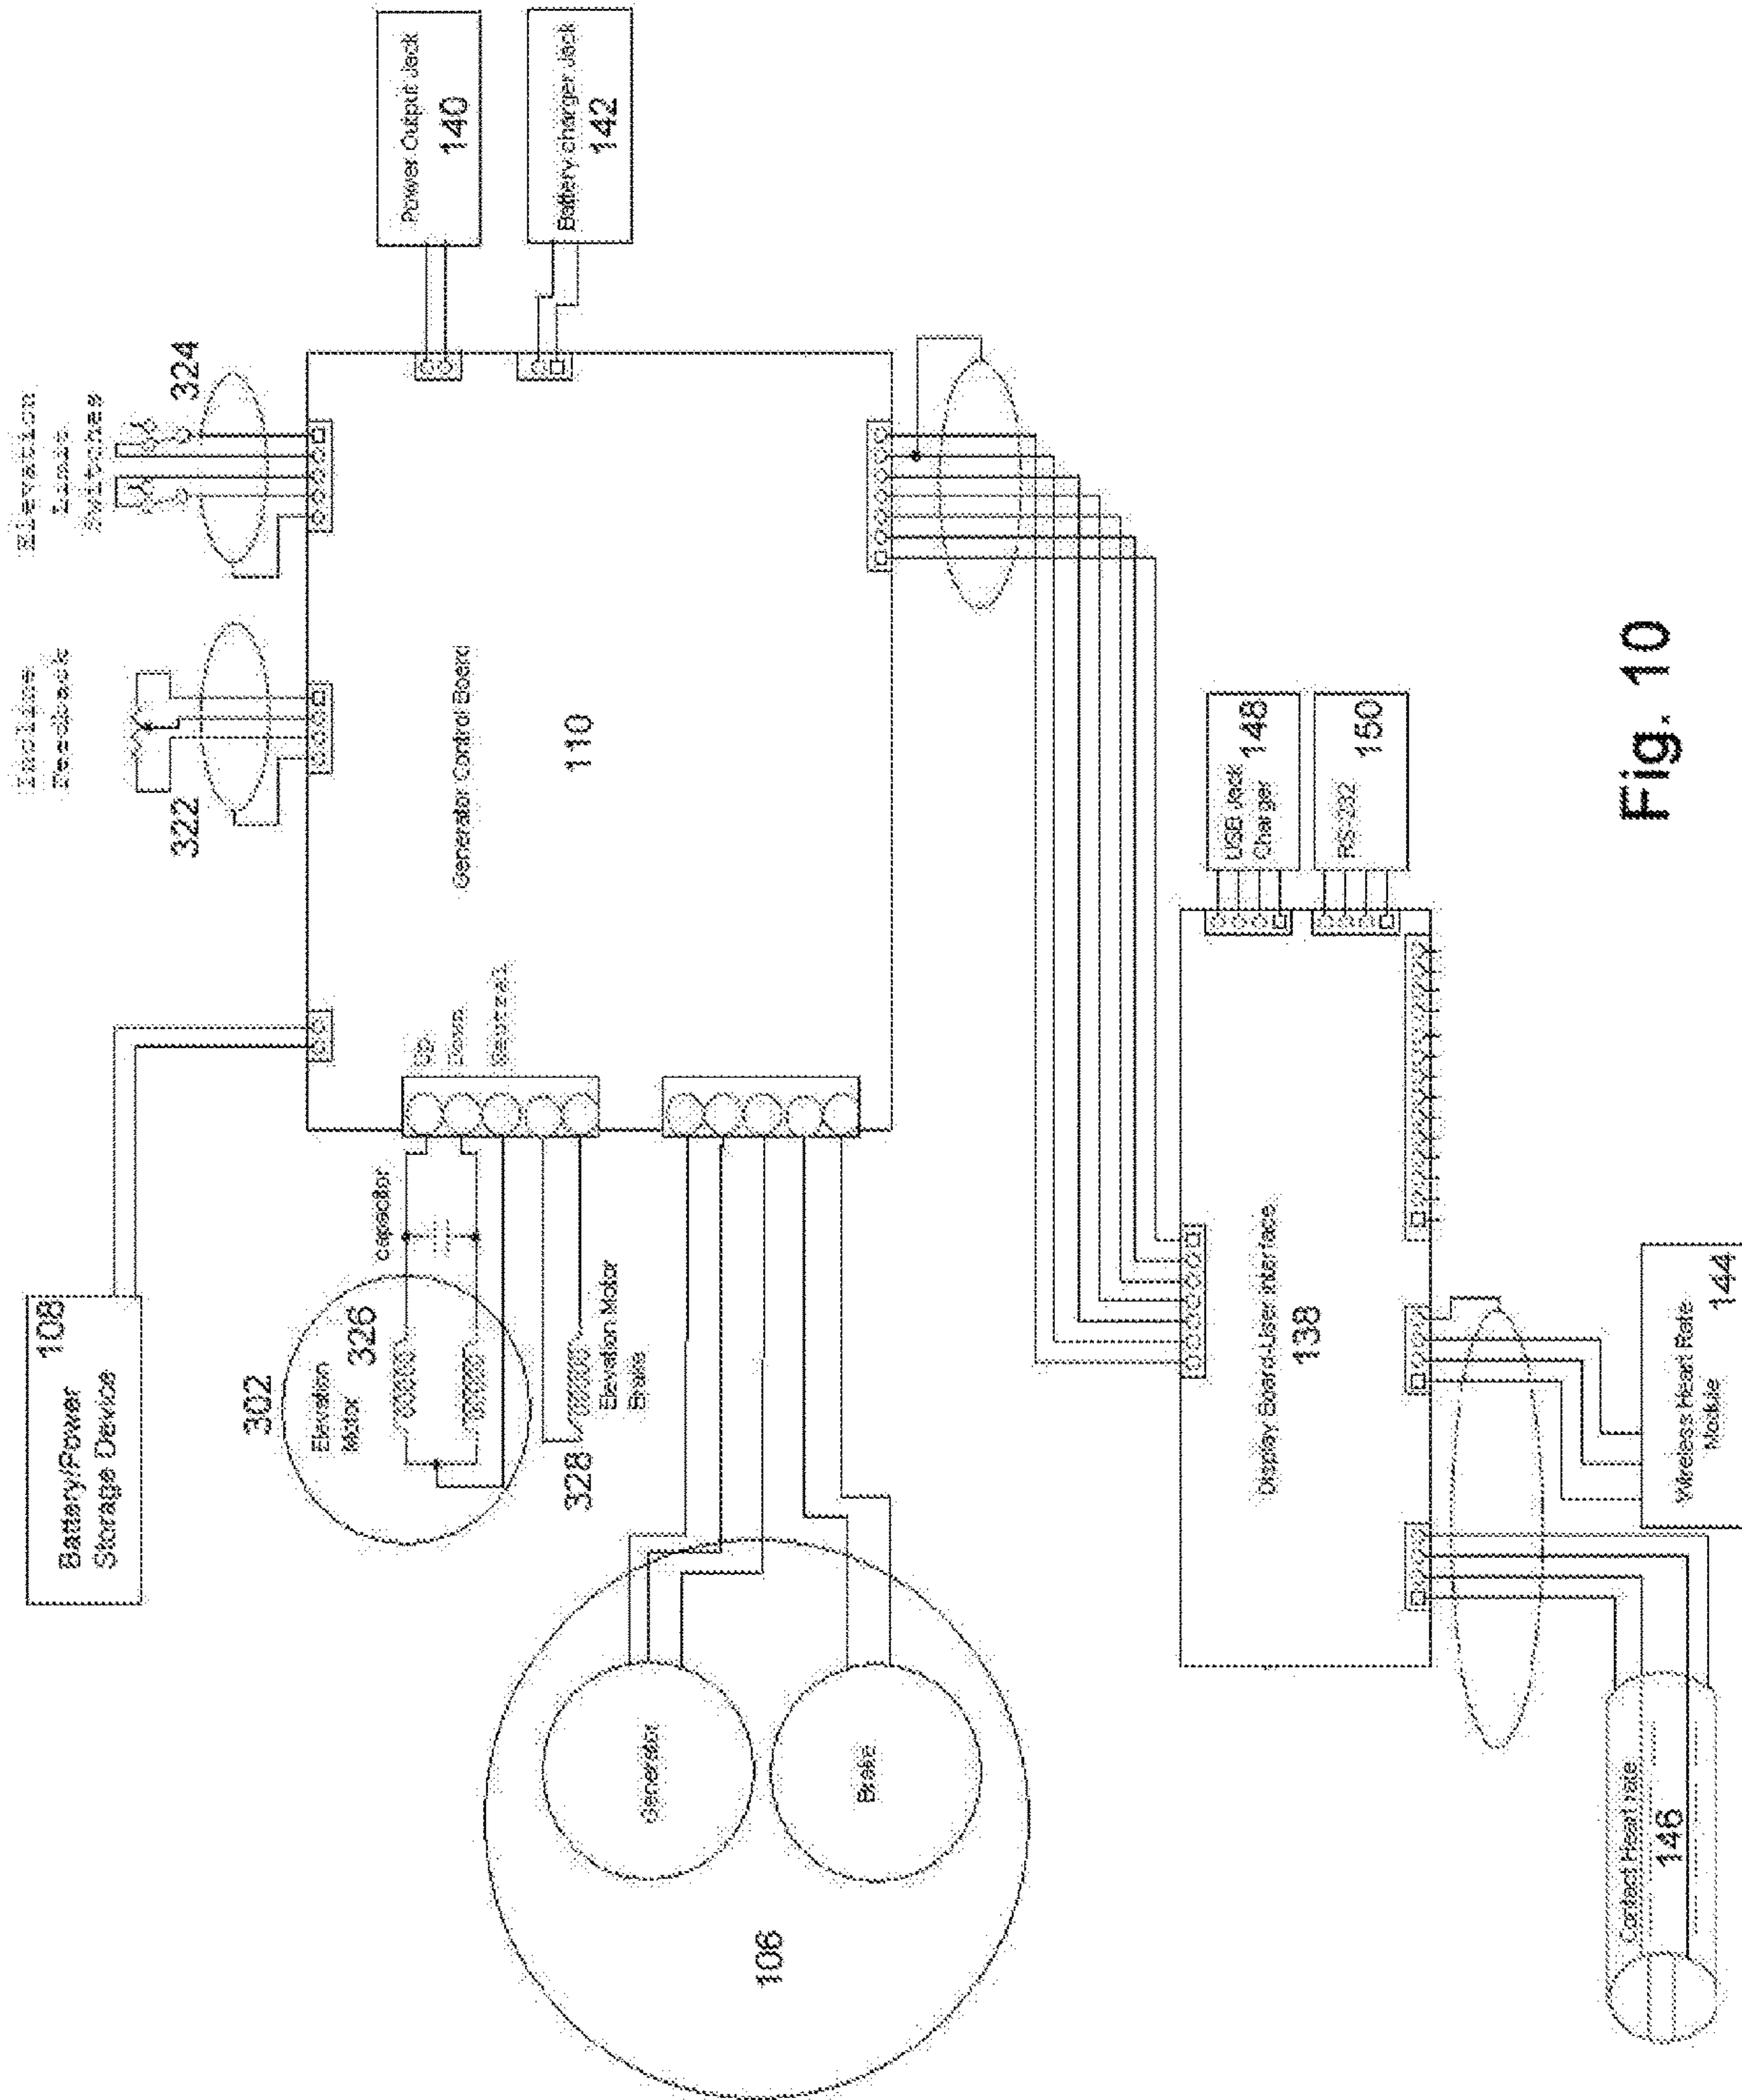 Battery/Power
Storage Device
108
Incline
Feedback
322
Elevation
Limit
Switches
324
302
Elevation
Motor
326
capacitor
Up
Down
Neutral
328
Elevation Motor
Brake
Generator Control Board
110
Power Output Jack
140
Battery charger Jack
142
Generator
Brake
106
Display Board-User interface
138
USB Jack
Charger
148
RS-232
150
Contact Heart rate
146
Wireless Heart Rate
Module
144
Fig. 10